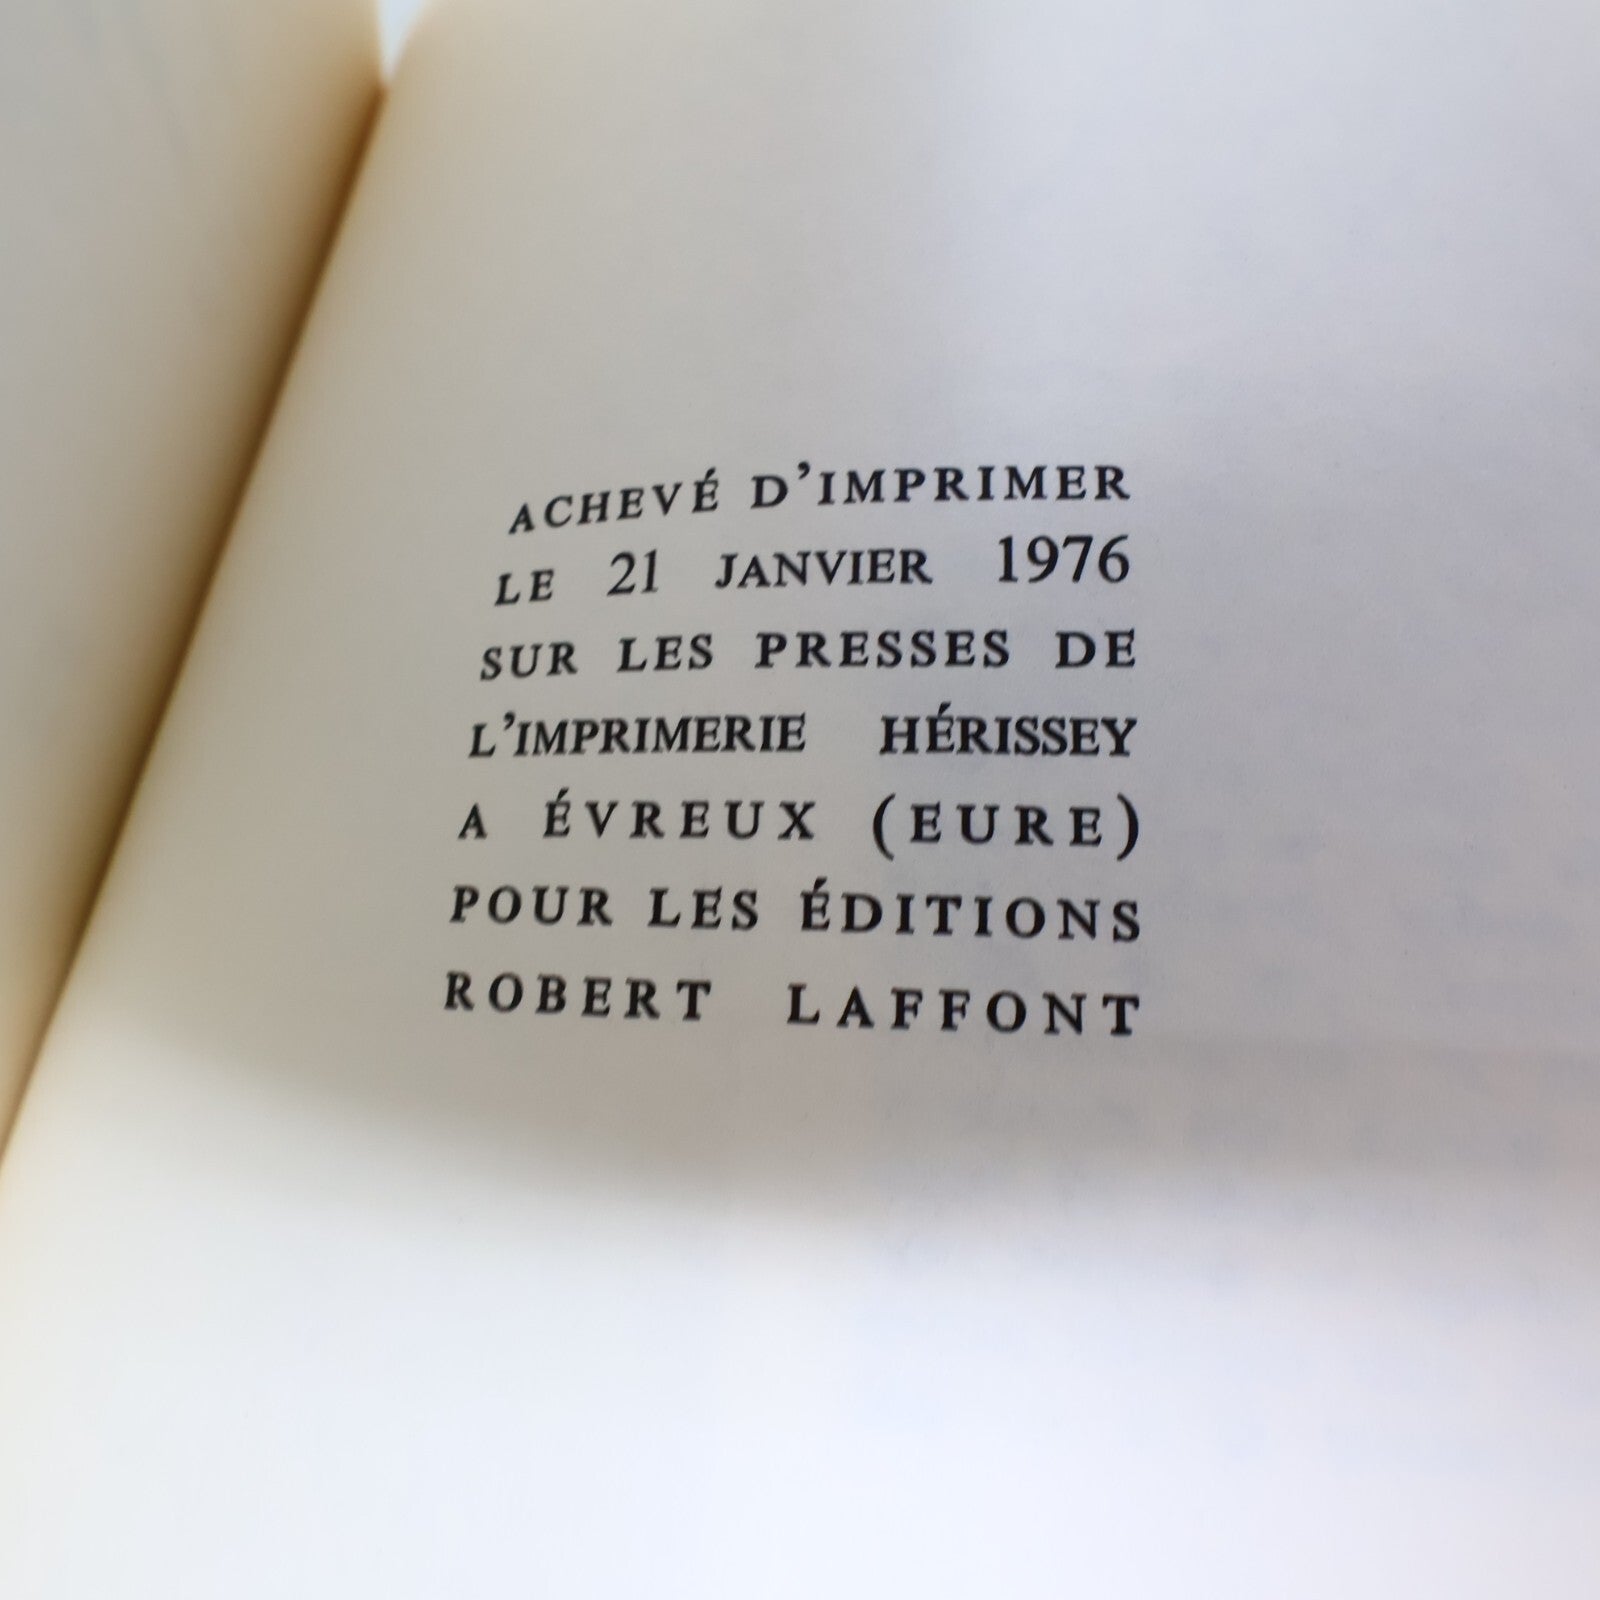 ACHEVÉ D'IMPRIMER
LE 21 JANVIER 1976
SUR LES PRESSES DE
L'IMPRIMERIE HÉRISSEY
A ÉVREUX (EURE)
POUR LES ÉDITIONS
ROBERT LAFFONT